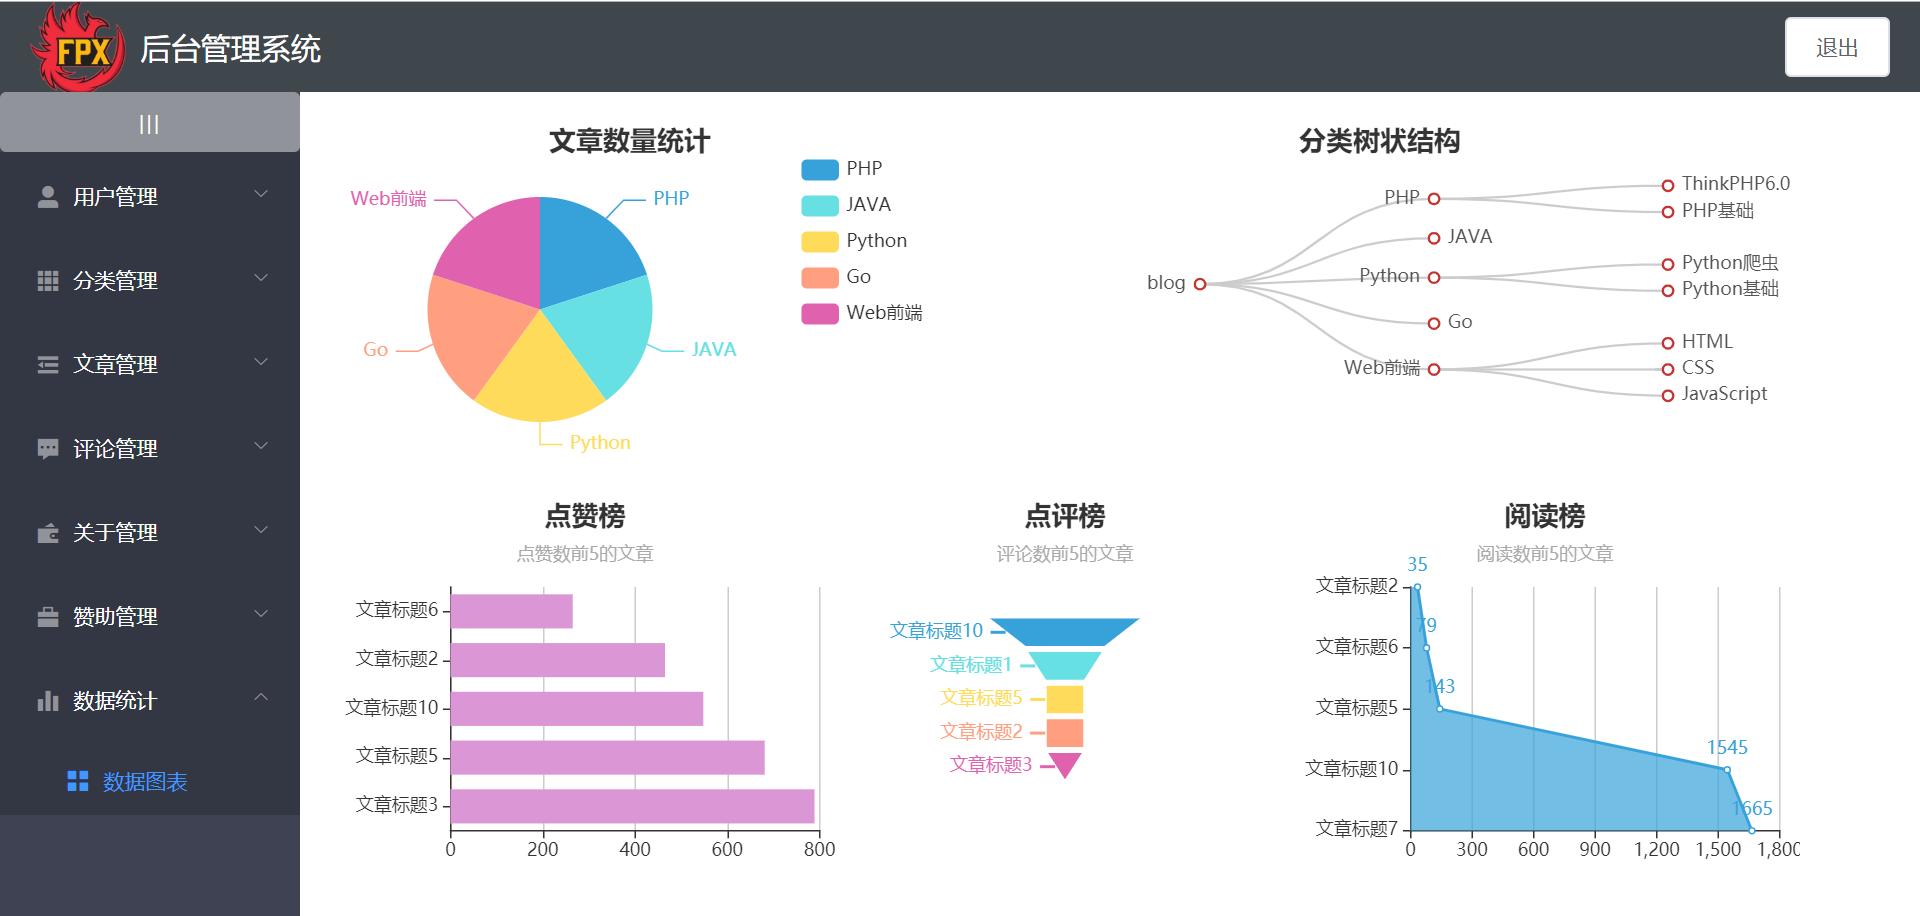 FPX
后台管理系统
退出
|||
用户管理
分类管理
文章管理
评论管理
关于管理
赞助管理
数据统计
数据图表
文章数量统计
PHP
JAVA
Python
Go
Web前端
Web前端
PHP
Go
JAVA
Python
分类树状结构
blog
PHP
JAVA
Python
Go
Web前端
ThinkPHP6.0
PHP基础
Python爬虫
Python基础
HTML
CSS
JavaScript
点赞榜
点赞数前5的文章
文章标题6
文章标题2
文章标题10
文章标题5
文章标题3
0 200 400 600 800
点评榜
评论数前5的文章
文章标题10
文章标题1
文章标题5
文章标题2
文章标题3
阅读榜
阅读数前5的文章
35
文章标题2
79
文章标题6
143
文章标题5
1545
文章标题10
1665
文章标题7
0 300 600 900 1,200 1,500 1,800